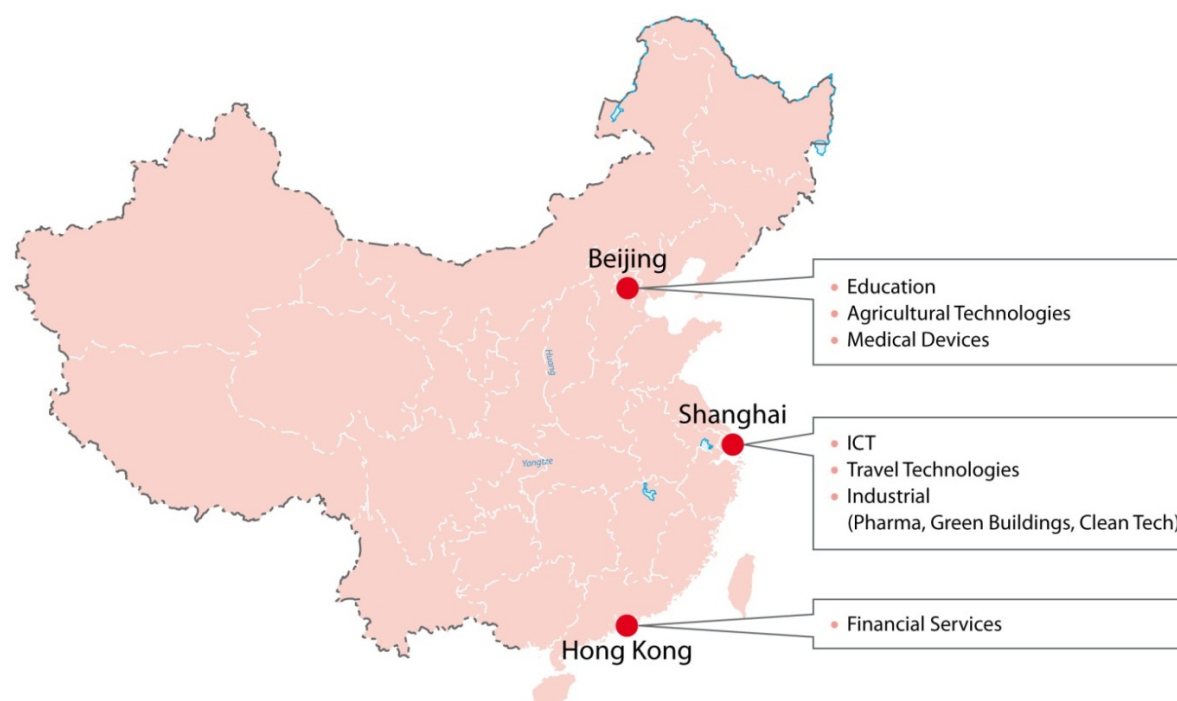 Beijing
• Education
• Agricultural Technologies
• Medical Devices
Huang
Shanghai
• ICT
• Travel Technologies
• Industrial
(Pharma, Green Buildings, Clean Tech)
Yangtze
• Financial Services
Hong Kong